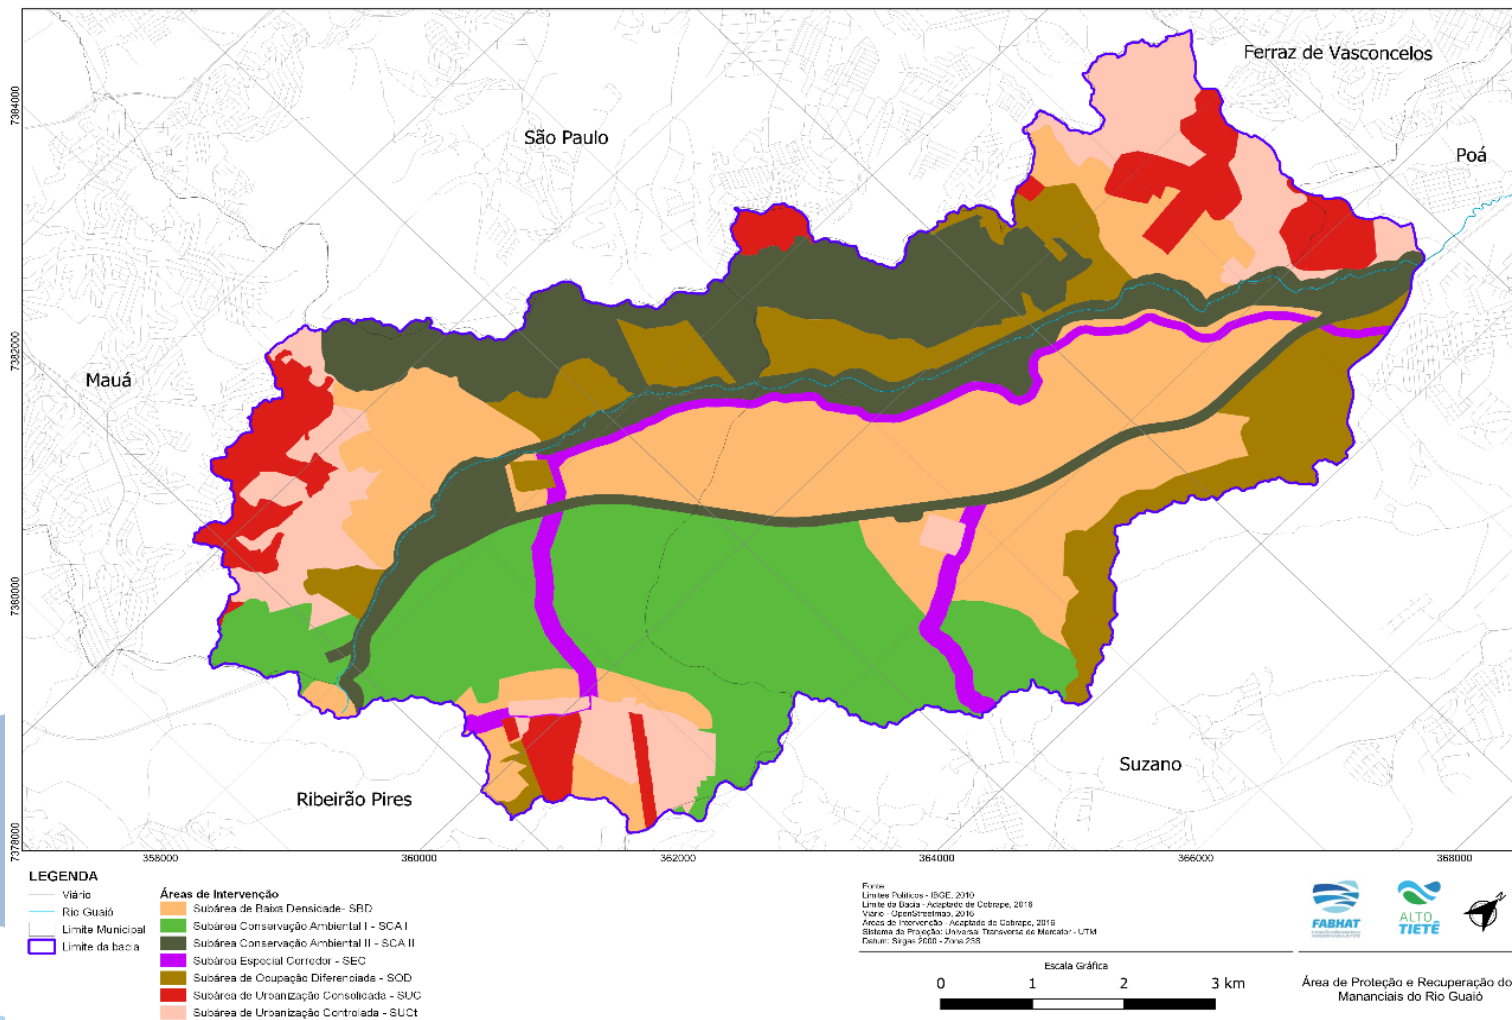 Ferraz de Vasconcelos
São Paulo
Poá
Mauá
Suzano
Ribeirão Pires
7384000
7382000
7380000
7378000
358000
360000
362000
364000
366000
368000
LEGENDA
Viário
Rio Guaió
Limite Municipal
Limite da bacia
Áreas de Intervenção
Subárea de Baixa Densidade- SBD
Subárea Conservação Ambiental I - SCA I
Subárea Conservação Ambiental II - SCA II
Subárea Especial Corredor - SEC
Subárea de Ocupação Diferenciada - SOD
Subárea de Urbanização Consolidada - SUC
Subárea de Urbanização Controlada - SUCt
Fonte:
Limites Políticos - IBGE, 2010
Limite da Bacia - Adaptado de Cobrape, 2016
Viário - OpenStreetmap, 2016
Áreas de Intervenção - Adaptado de Cobrape, 2016
Sistema de Projeção: Universal Transversa de Mercator - UTM
Datum: Sirgas 2000 - Zona 23S
Escala Gráfica
0 1 2 3 km
FABHAT
ALTO
TIETÊ
N
Área de Proteção e Recuperação do
Mananciais do Rio Guaió